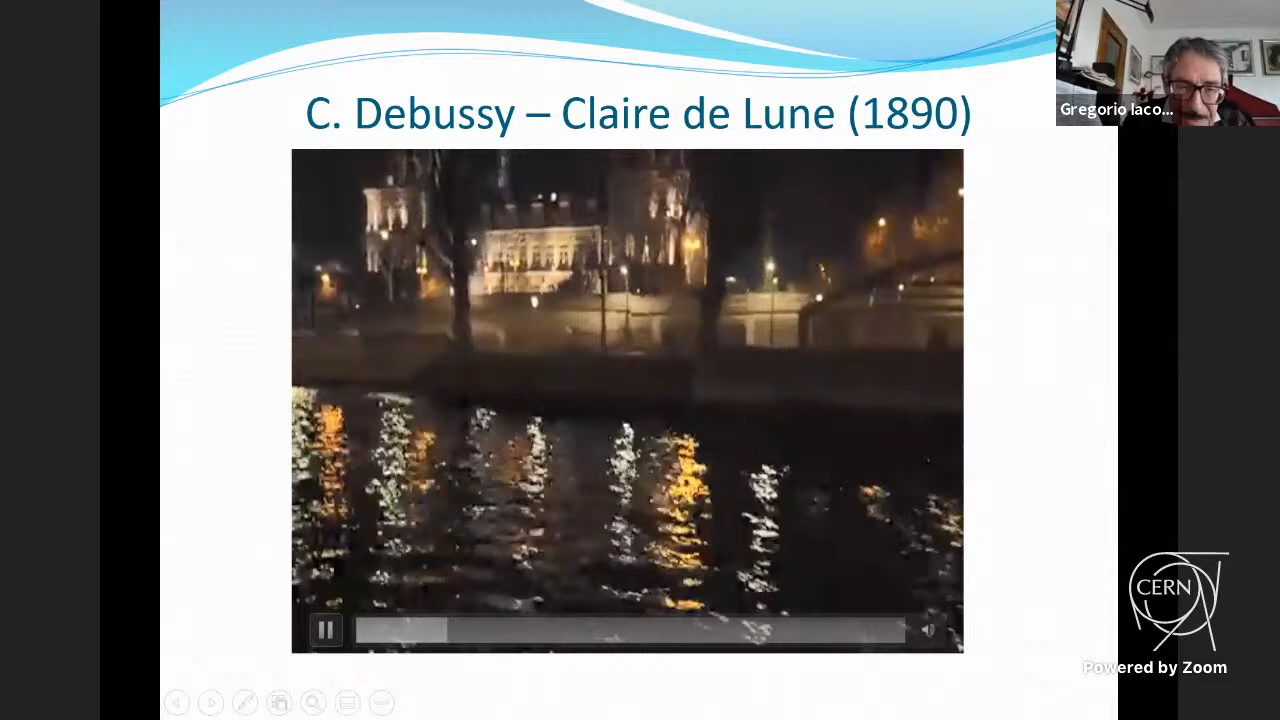 C. Debussy – Claire de Lune (1890)
Gregorio Iaco...
CERN
Powered by Zoom